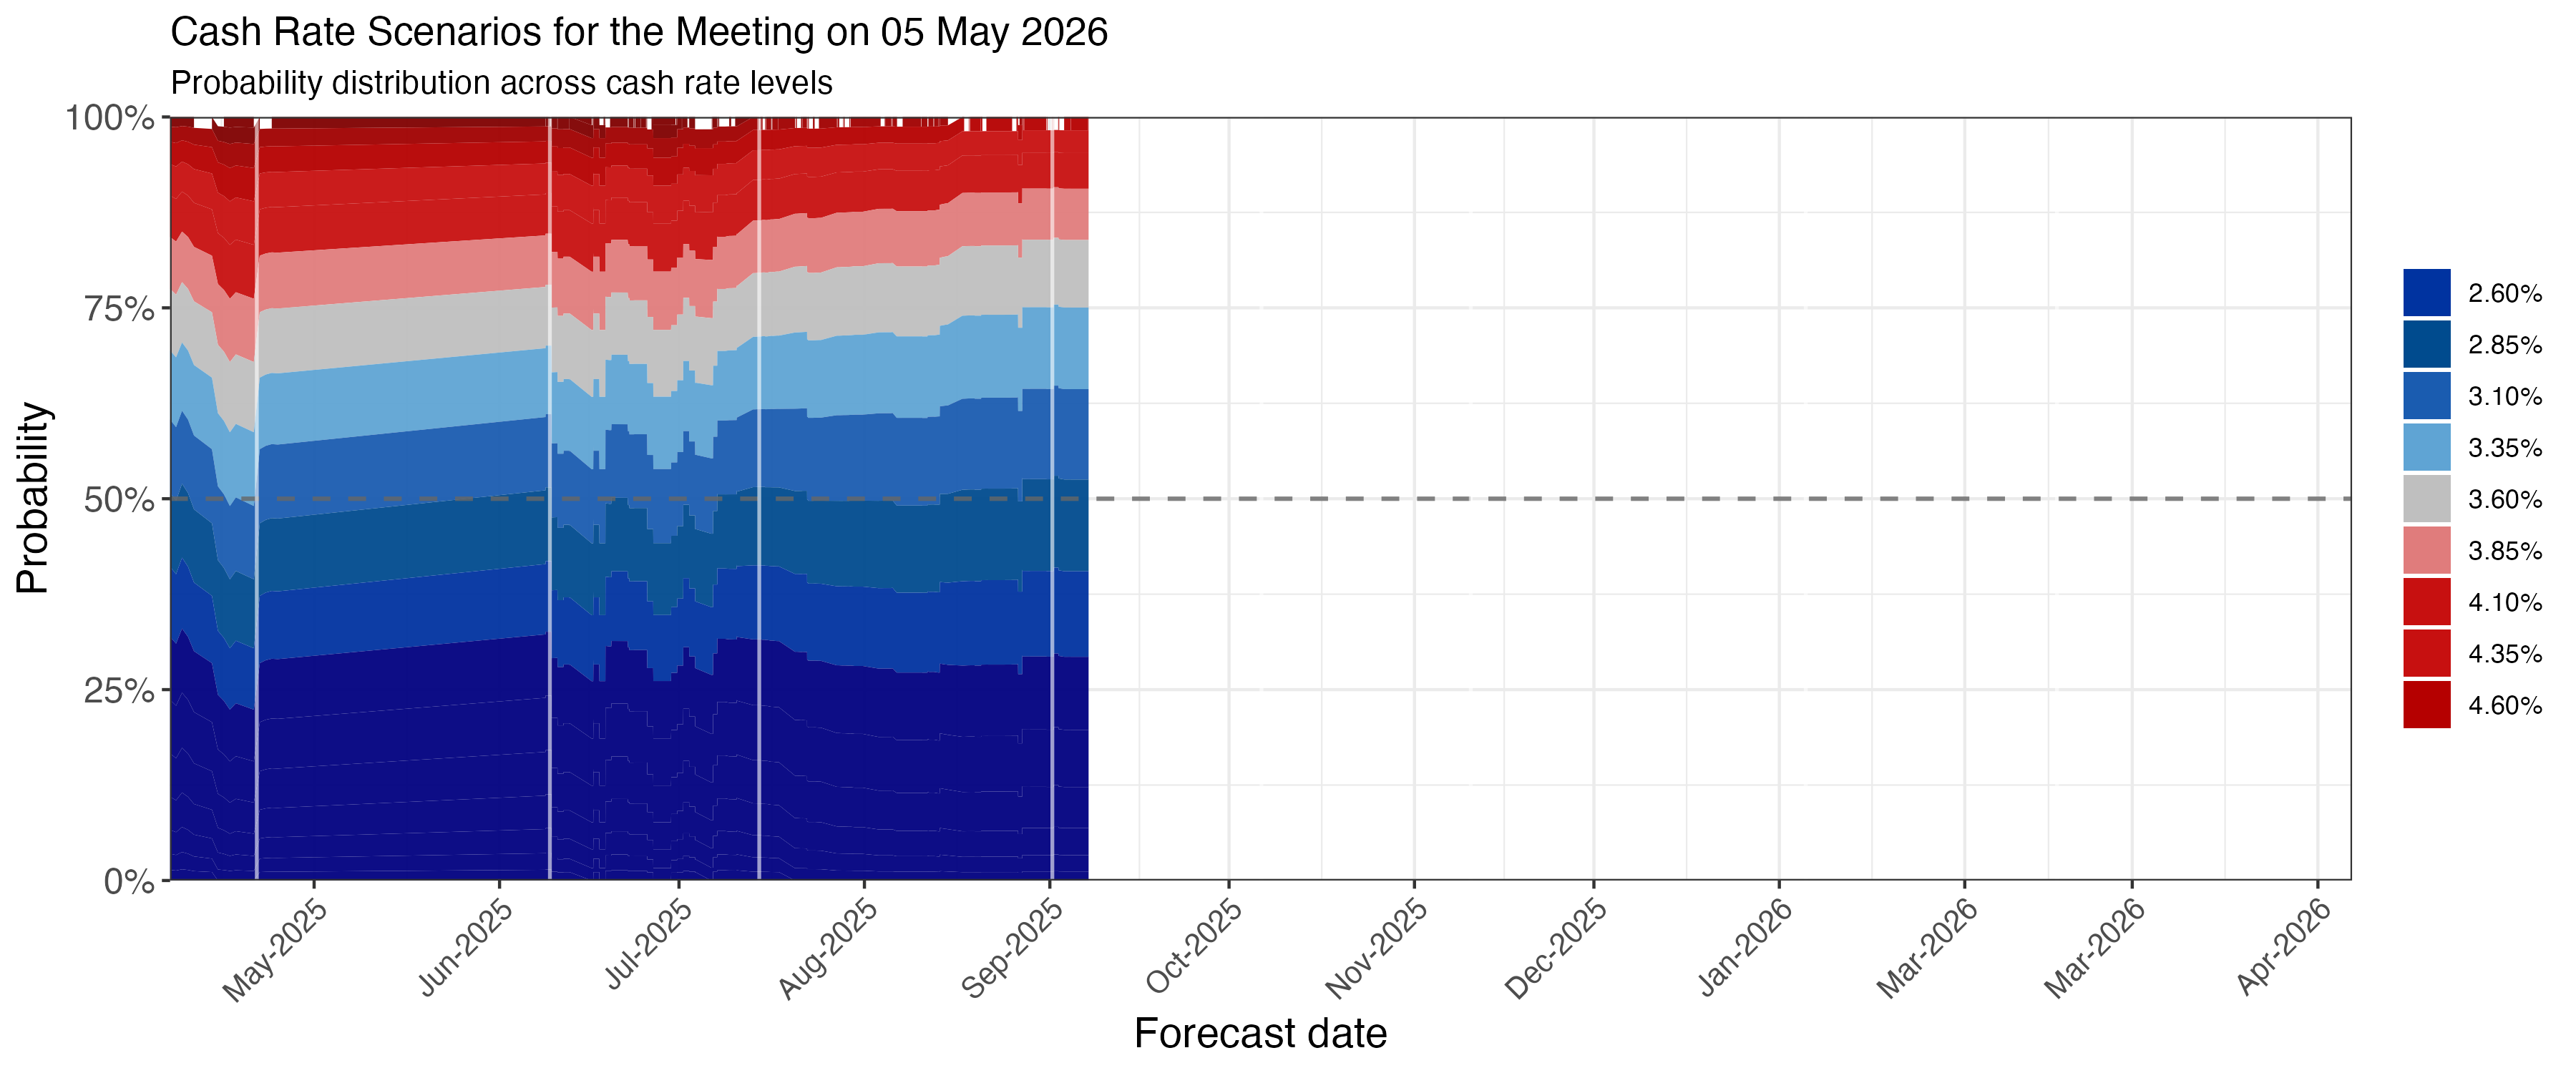 Cash Rate Scenarios for the Meeting on 05 May 2026
Probability distribution across cash rate levels
Probability
100%
75%
50%
25%
0%
May-2025
Jun-2025
Jul-2025
Aug-2025
Sep-2025
Oct-2025
Nov-2025
Dec-2025
Jan-2026
Mar-2026
Mar-2026
Apr-2026
Forecast date
2.60%
2.85%
3.10%
3.35%
3.60%
3.85%
4.10%
4.35%
4.60%